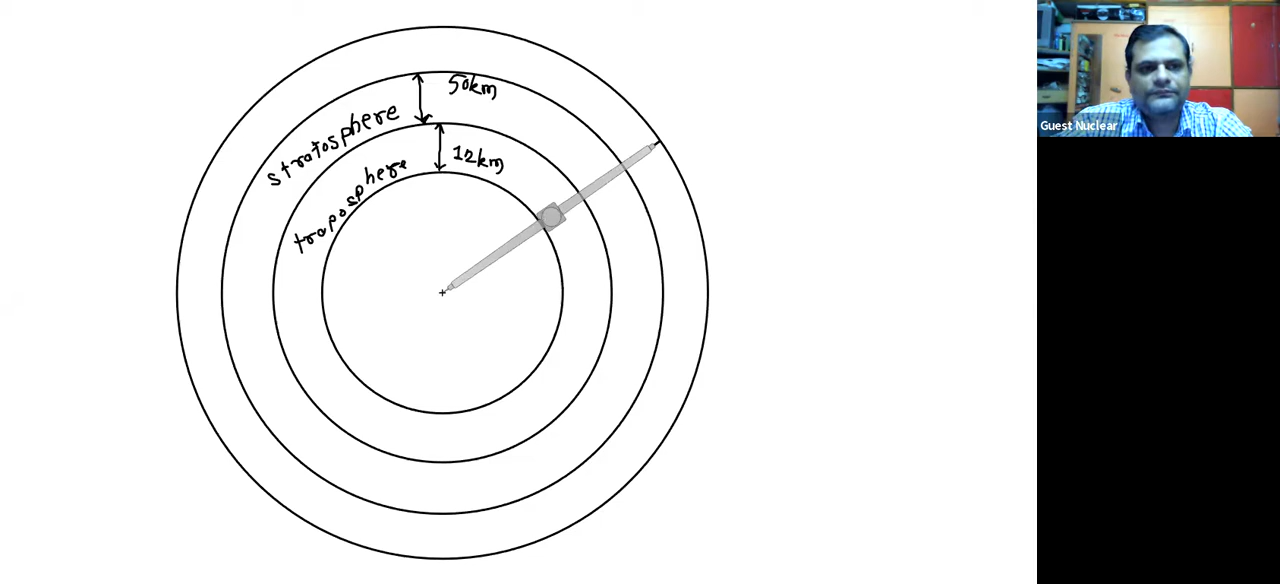 50km
stratosphere
12km
troposphere
Guest Nuclear